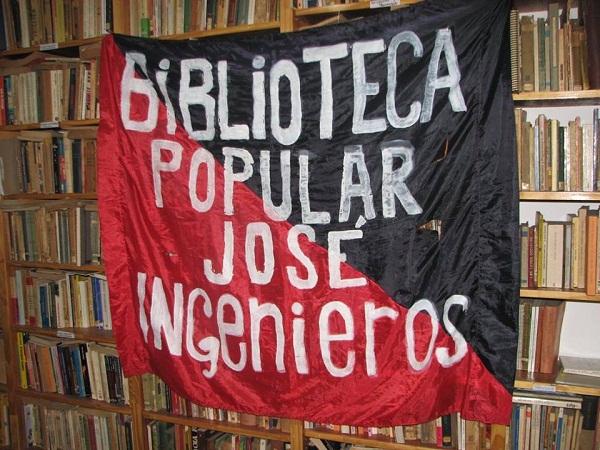 BiBLiOTECA
POPULAR
JOSÉ
INGenieros